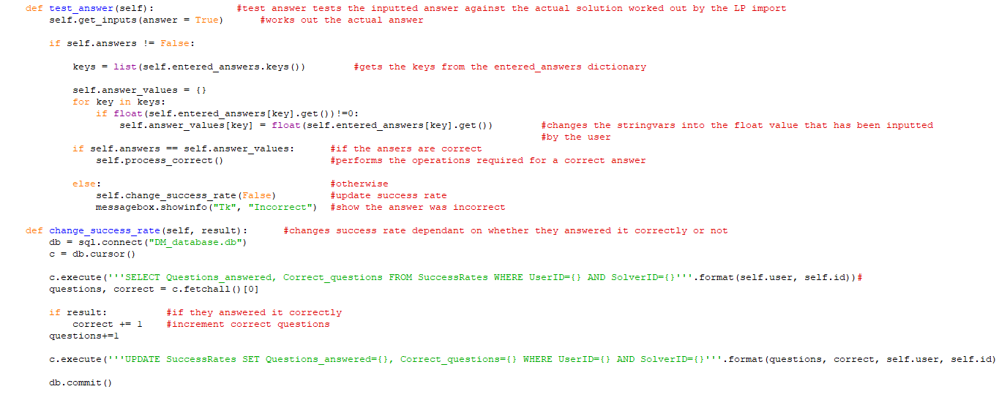 def test_answer(self): #test answer tests the inputted answer against the actual solution worked out by the LP import
self.get_inputs(answer = True) #works out the actual answer
if self.answers != False:
keys = list(self.entered_answers.keys()) #gets the keys from the entered_answers dictionary
self.answer_values = {}
for key in keys:
if float(self.entered_answers[key].get())!=0:
self.answer_values[key] = float(self.entered_answers[key].get()) #changes the stringvars into the float value that has been inputted
#by the user
if self.answers == self.answer_values: #if the ansers are correct
self.process_correct() #performs the operations required for a correct answer
else: #otherwise
self.change_success_rate(False) #update success rate
messagebox.showinfo("Tk", "Incorrect") #show the answer was incorrect
def change_success_rate(self, result): #changes success rate dependant on whether they answered it correctly or not
db = sql.connect("DM_database.db")
c = db.cursor()
c.execute('''SELECT Questions_answered, Correct_questions FROM SuccessRates WHERE UserID={} AND SolverID={}'''.format(self.user, self.id))#
questions, correct = c.fetchall()[0]
if result: #if they answered it correctly
correct += 1 #increment correct questions
questions+=1
c.execute('''UPDATE SuccessRates SET Questions_answered={}, Correct_questions={} WHERE UserID={} AND SolverID={}'''.format(questions, correct, self.user, self.id)
db.commit()